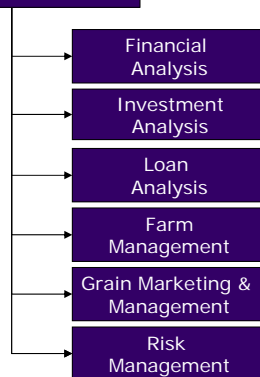 Financial
Analysis
Investment
Analysis
Loan
Analysis
Farm
Management
Grain Marketing &
Management
Risk
Management